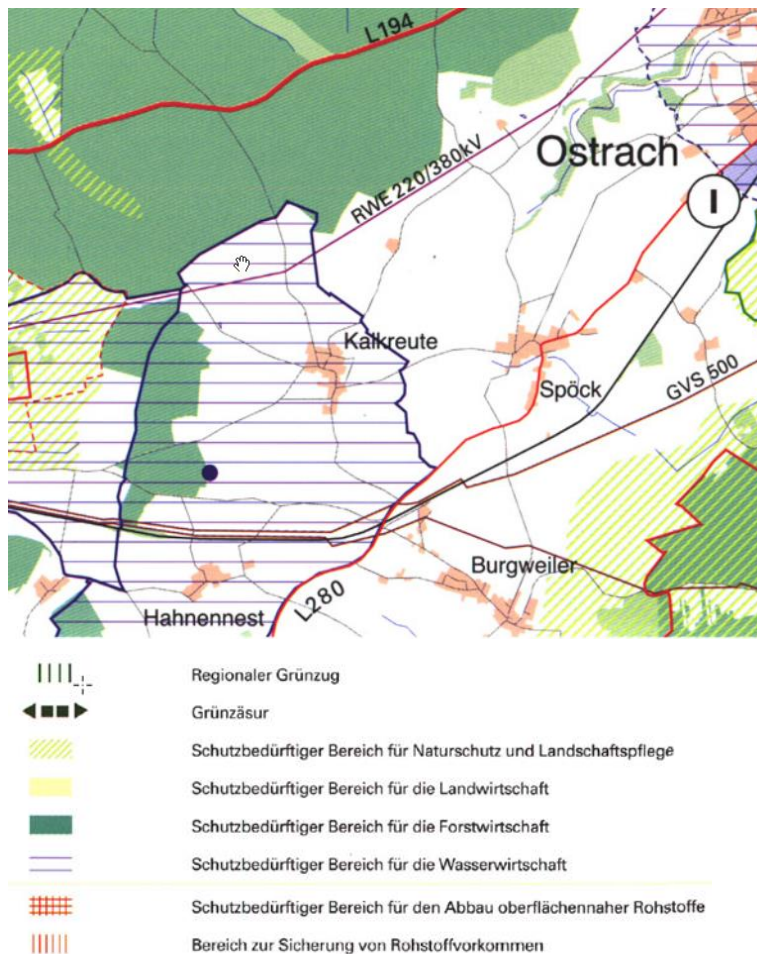 L194
RWE 220/380kV
Ostrach
I
Kalkreute
Spöck
GVS 500
Burgweiler
L280
Hahnennest
Regionaler Grünzug
Grünzäsur
Schutzbedürftiger Bereich für Naturschutz und Landschaftspflege
Schutzbedürftiger Bereich für die Landwirtschaft
Schutzbedürftiger Bereich für die Forstwirtschaft
Schutzbedürftiger Bereich für die Wasserwirtschaft
Schutzbedürftiger Bereich für den Abbau oberflächennaher Rohstoffe
Bereich zur Sicherung von Rohstoffvorkommen